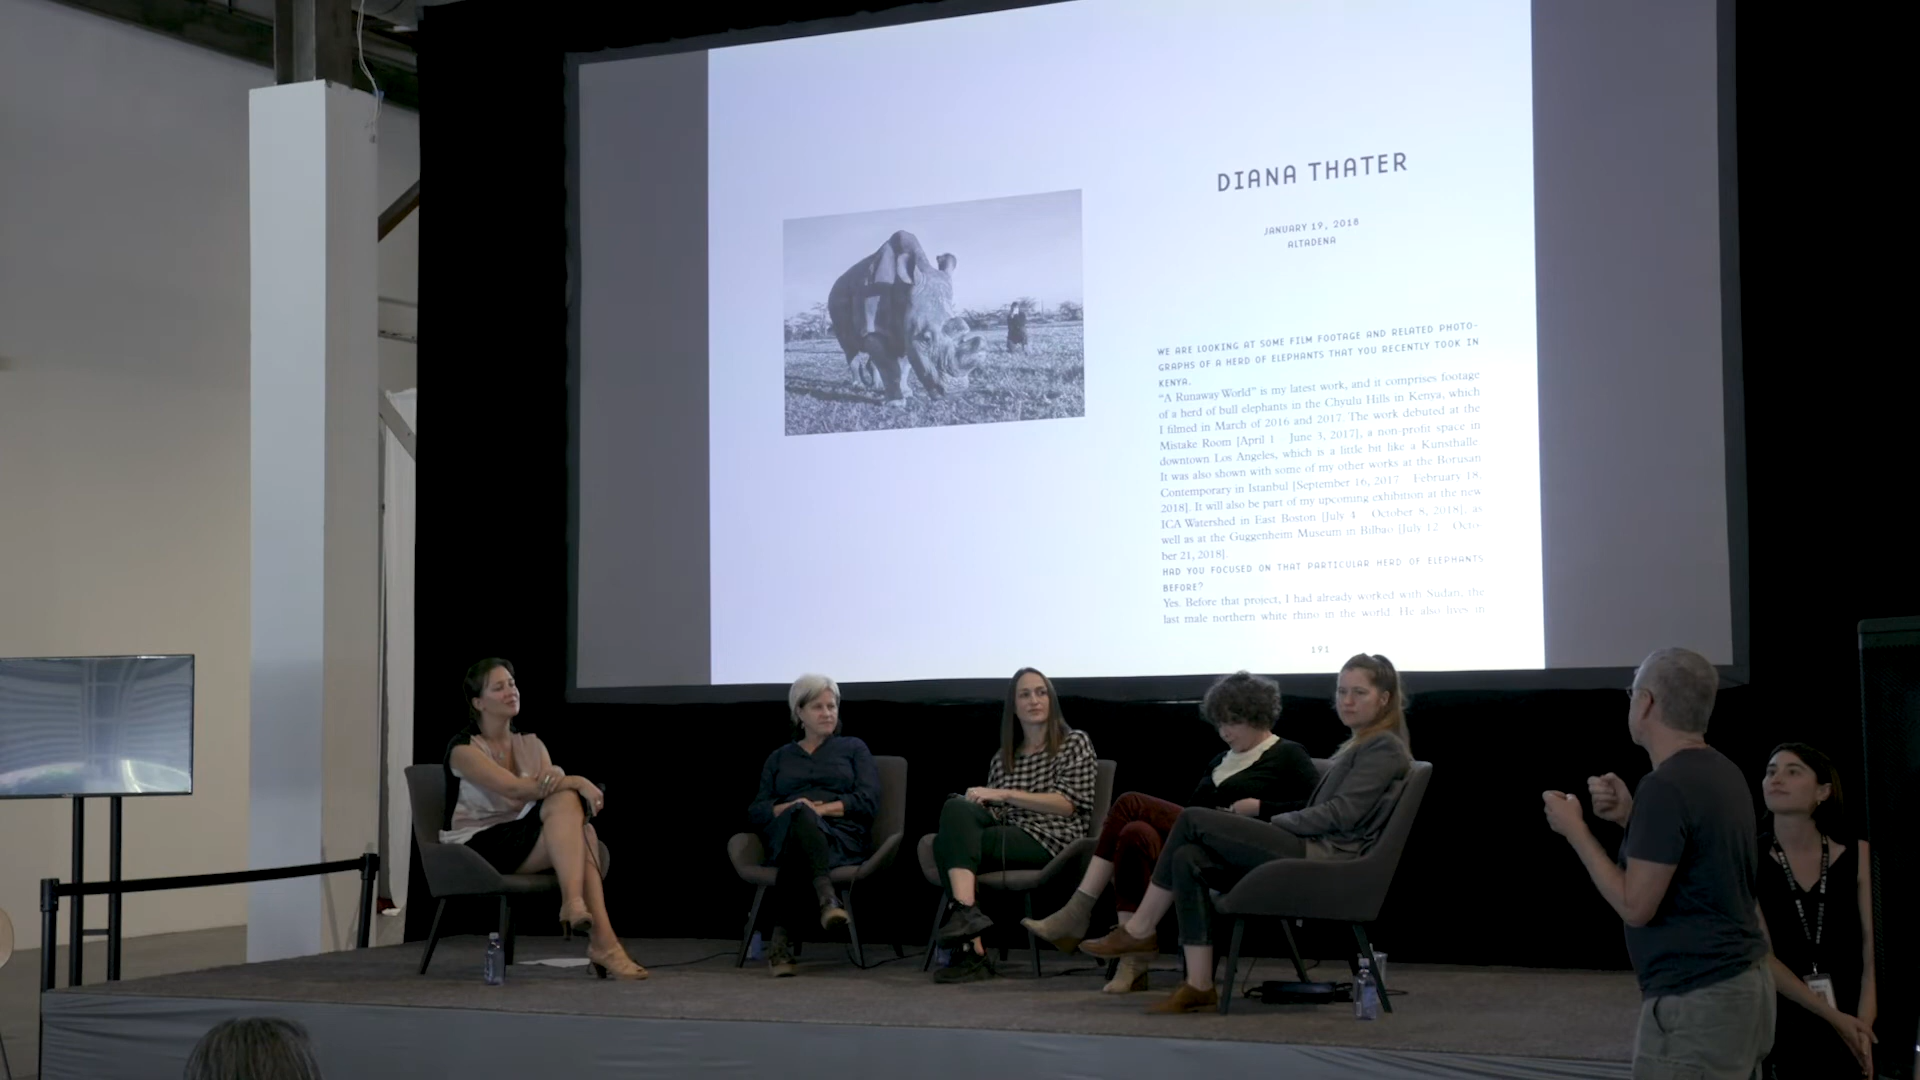 DIANA THATER
JANUARY 19, 2018
ALTADENA
WE ARE LOOKING AT SOME FILM FOOTAGE AND RELATED PHOTO-
GRAPHS OF A HERD OF ELEPHANTS THAT YOU RECENTLY TOOK IN
KENYA.
“A Runaway World” is my latest work, and it comprises footage
of a herd of bull elephants in the Chyulu Hills in Kenya, which
I filmed in March of 2016 and 2017. The work debuted at the
Mistake Room [April 1 – June 3, 2017], a non-profit space in
downtown Los Angeles, which is a little bit like a Kunsthalle.
It was also shown with some of my other works at the Borusan
Contemporary in Istanbul [September 16, 2017 – February 18,
2018]. It will also be part of my upcoming exhibition at the new
ICA Watershed in East Boston [July 4 – October 8, 2018], as
well as at the Guggenheim Museum in Bilbao [July 12 – Octo-
ber 21, 2018].
HAD YOU FOCUSED ON THAT PARTICULAR HERD OF ELEPHANTS
BEFORE?
Yes. Before that project, I had already worked with Sudan, the
last male northern white rhino in the world. He also lives in
191